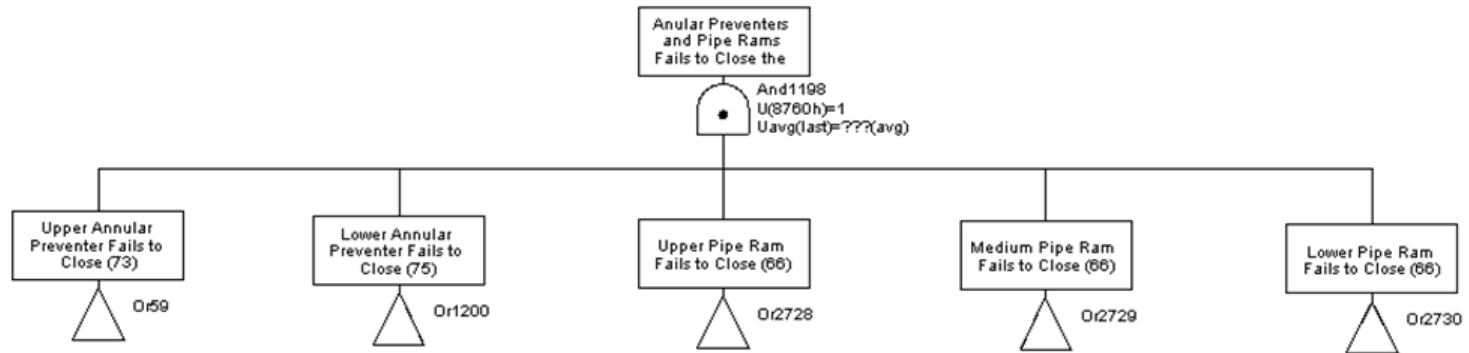 Anular Preventers
and Pipe Rams
Fails to Close the
And1198
U(8760h)=1
Uavg(last)=???(avg)
Upper Annular
Preventer Fails to
Close (73)
Or59
Lower Annular
Preventer Fails to
Close (75)
Or1200
Upper Pipe Ram
Fails to Close (66)
Or2728
Medium Pipe Ram
Fails to Close (66)
Or2729
Lower Pipe Ram
Fails to Close (66)
Or2730